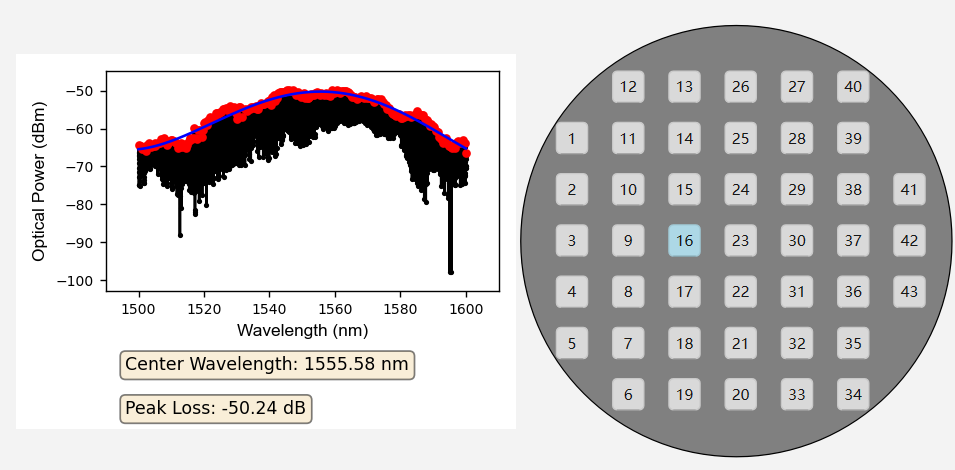 Optical Power (dBm)
−50
−60
−70
−80
−90
−100
1500 1520 1540 1560 1580 1600
Wavelength (nm)
Center Wavelength: 1555.58 nm
Peak Loss: -50.24 dB
12 13 26 27 40
1 11 14 25 28 39
2 10 15 24 29 38 41
3 9 16 23 30 37 42
4 8 17 22 31 36 43
5 7 18 21 32 35
6 19 20 33 34